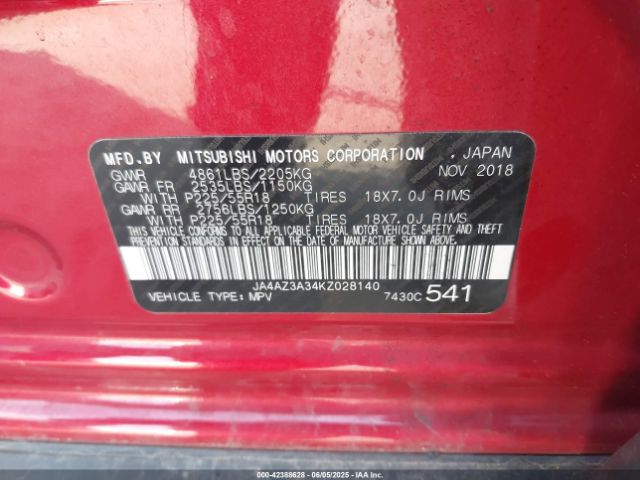 MFD.BY MITSUBISHI MOTORS CORPORATION , JAPAN
GVWR 4861LBS/2205KG NOV 2018
GAWR FR 2535LBS/1150KG
WITH P225/55R18 TIRES 18X7.0J RIMS
GAWR RR 2756LBS/1250KG
WITH P225/55R18 TIRES 18X7.0J RIMS
THIS VEHICLE CONFORMS TO ALL APPLICABLE FEDERAL MOTOR VEHICLE SAFETY AND THEFT
PREVENTION STANDARDS IN EFFECT ON THE DATE OF MANUFACTURE SHOWN ABOVE.
JA4AZ3A34KZ028140
VEHICLE TYPE: MPV 7430C 541
(IN-000) - 42388628 - 06/05/2025 - (IAA AUCTIONS)